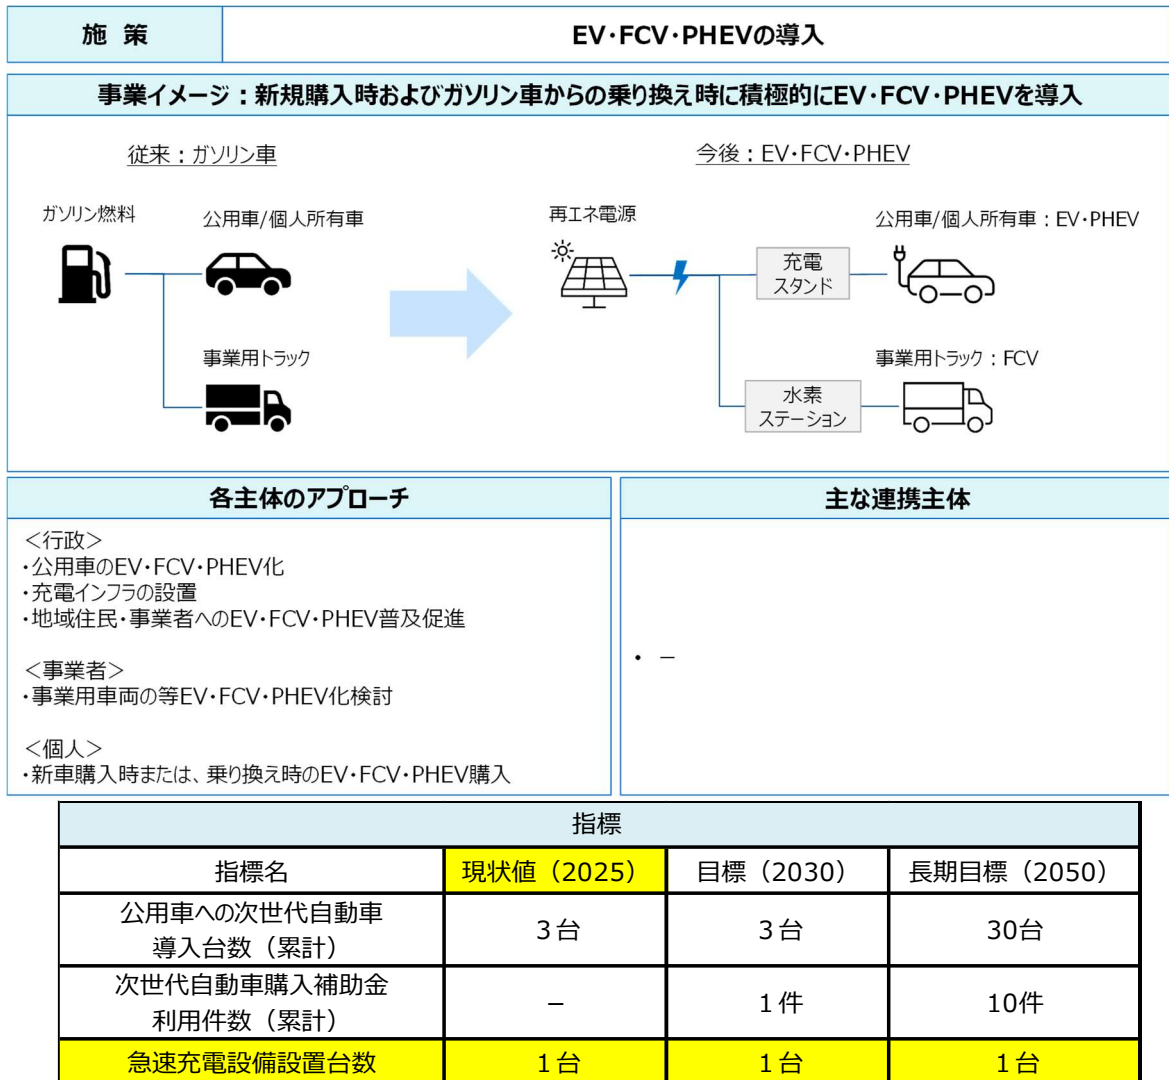 施 策
EV・FCV・PHEVの導入
事業イメージ：新規購入時およびガソリン車からの乗り換え時に積極的にEV・FCV・PHEVを導入
従来：ガソリン車
今後：EV・FCV・PHEV
ガソリン燃料
公用車/個人所有車
事業用トラック
再エネ電源
充電
スタンド
公用車/個人所有車：EV・PHEV
水素
ステーション
事業用トラック：FCV
各主体のアプローチ
＜行政＞
・公用車のEV・FCV・PHEV化
・充電インフラの設置
・地域住民・事業者へのEV・FCV・PHEV普及促進
＜事業者＞
・事業用車両の等EV・FCV・PHEV化検討
＜個人＞
・新車購入時または、乗り換え時のEV・FCV・PHEV購入
主な連携主体
・ －
指標
指標名 現状値（2025） 目標（2030） 長期目標（2050）
公用車への次世代自動車
導入台数（累計） 3台 3台 30台
次世代自動車購入補助金
利用件数（累計） － 1件 10件
急速充電設備設置台数 1台 1台 1台